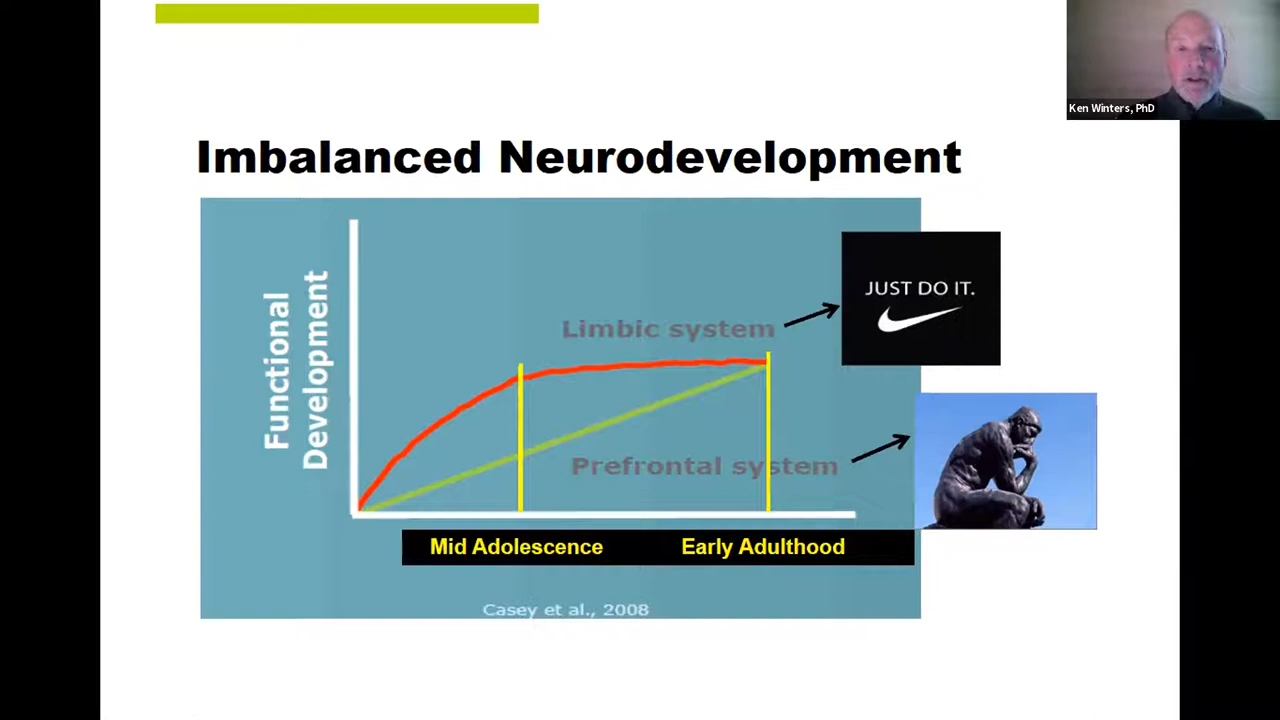 Ken Winters, PhD
Imbalanced Neurodevelopment
Functional
Development
Limbic system
JUST DO IT.
Prefrontal system
Mid Adolescence
Early Adulthood
Casey et al., 2008